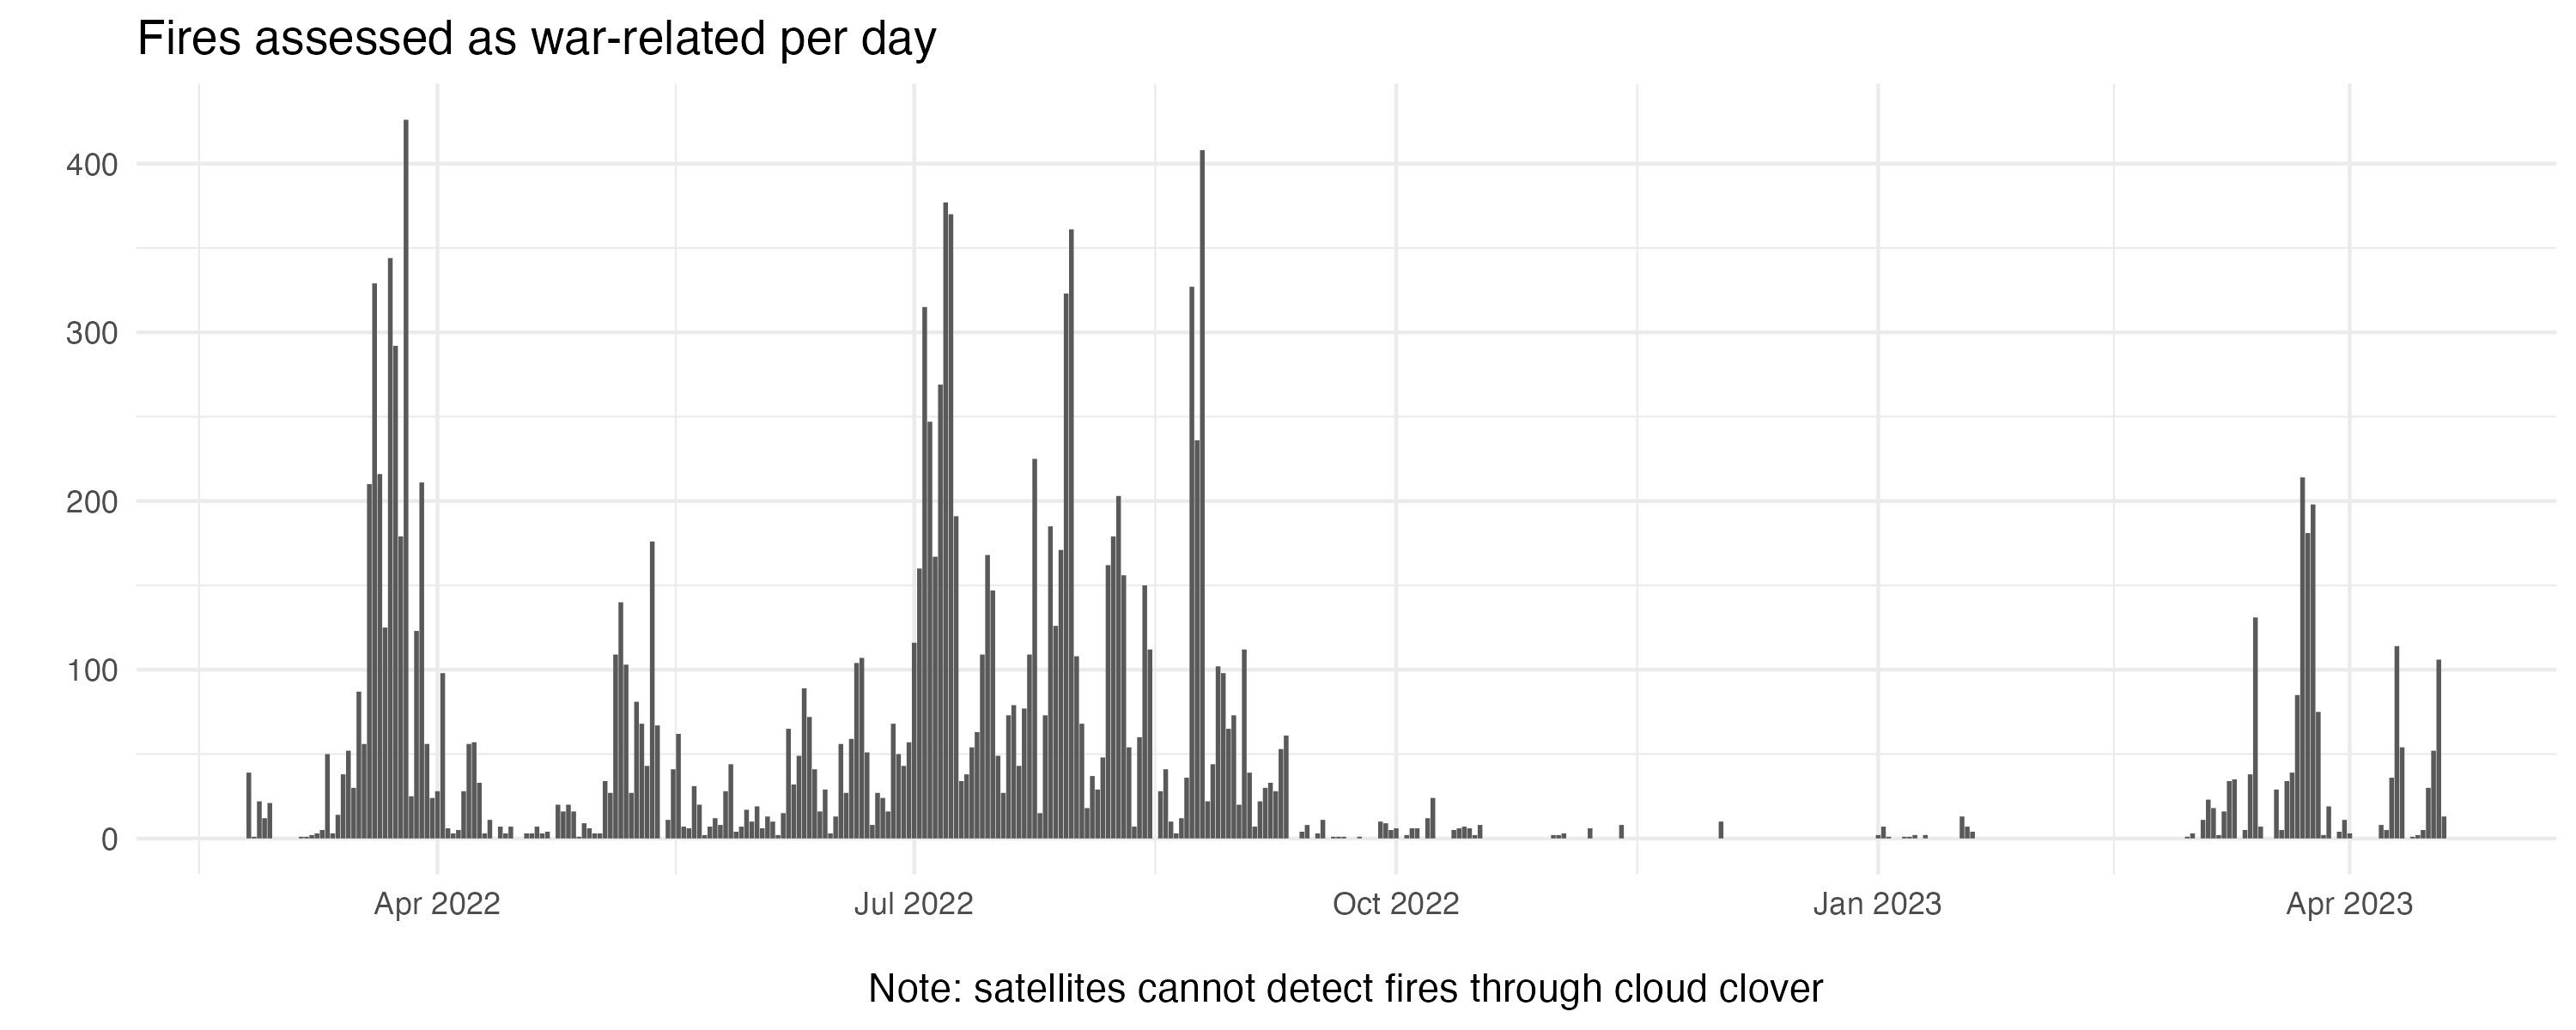 Fires assessed as war-related per day
400
300
200
100
0
Apr 2022 Jul 2022 Oct 2022 Jan 2023 Apr 2023
Note: satellites cannot detect fires through cloud clover